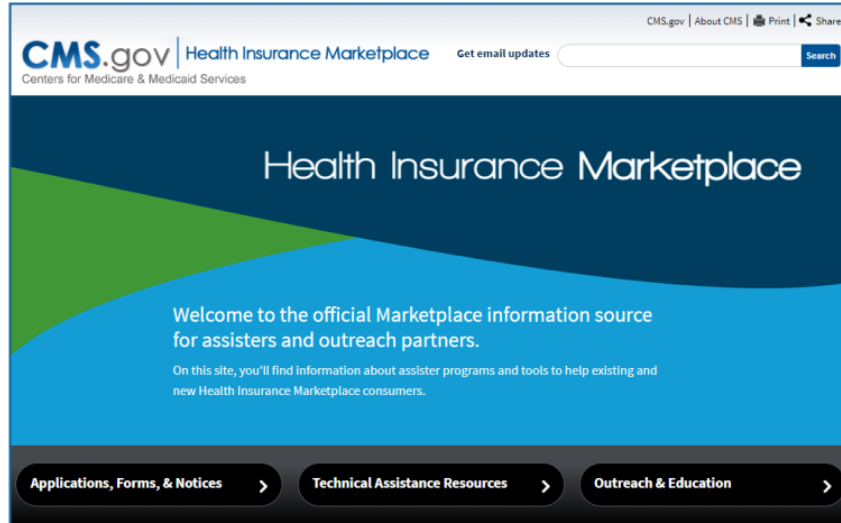 CMS.gov | About CMS | Print | Share
CMS.gov | Health Insurance Marketplace
Centers for Medicare & Medicaid Services
Get email updates
Search
Health Insurance Marketplace
Welcome to the official Marketplace information source
for assisters and outreach partners.
On this site, you'll find information about assister programs and tools to help existing and
new Health Insurance Marketplace consumers.
Applications, Forms, & Notices
Technical Assistance Resources
Outreach & Education